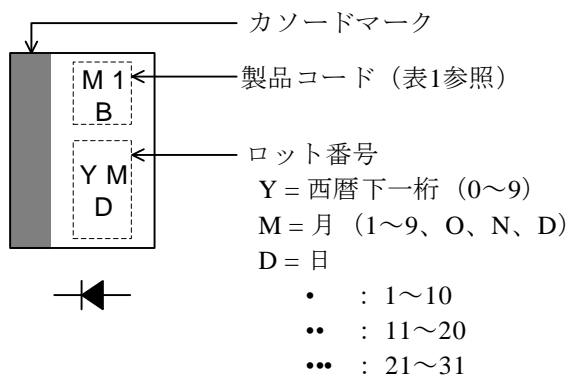 カソードマーク
M 1
B
製品コード（表1参照）
ロット番号
Y M
D
Y = 西暦下一桁（0～9）
M = 月（1～9、O、N、D）
D = 日
• : 1～10
•• : 11～20
••• : 21～31